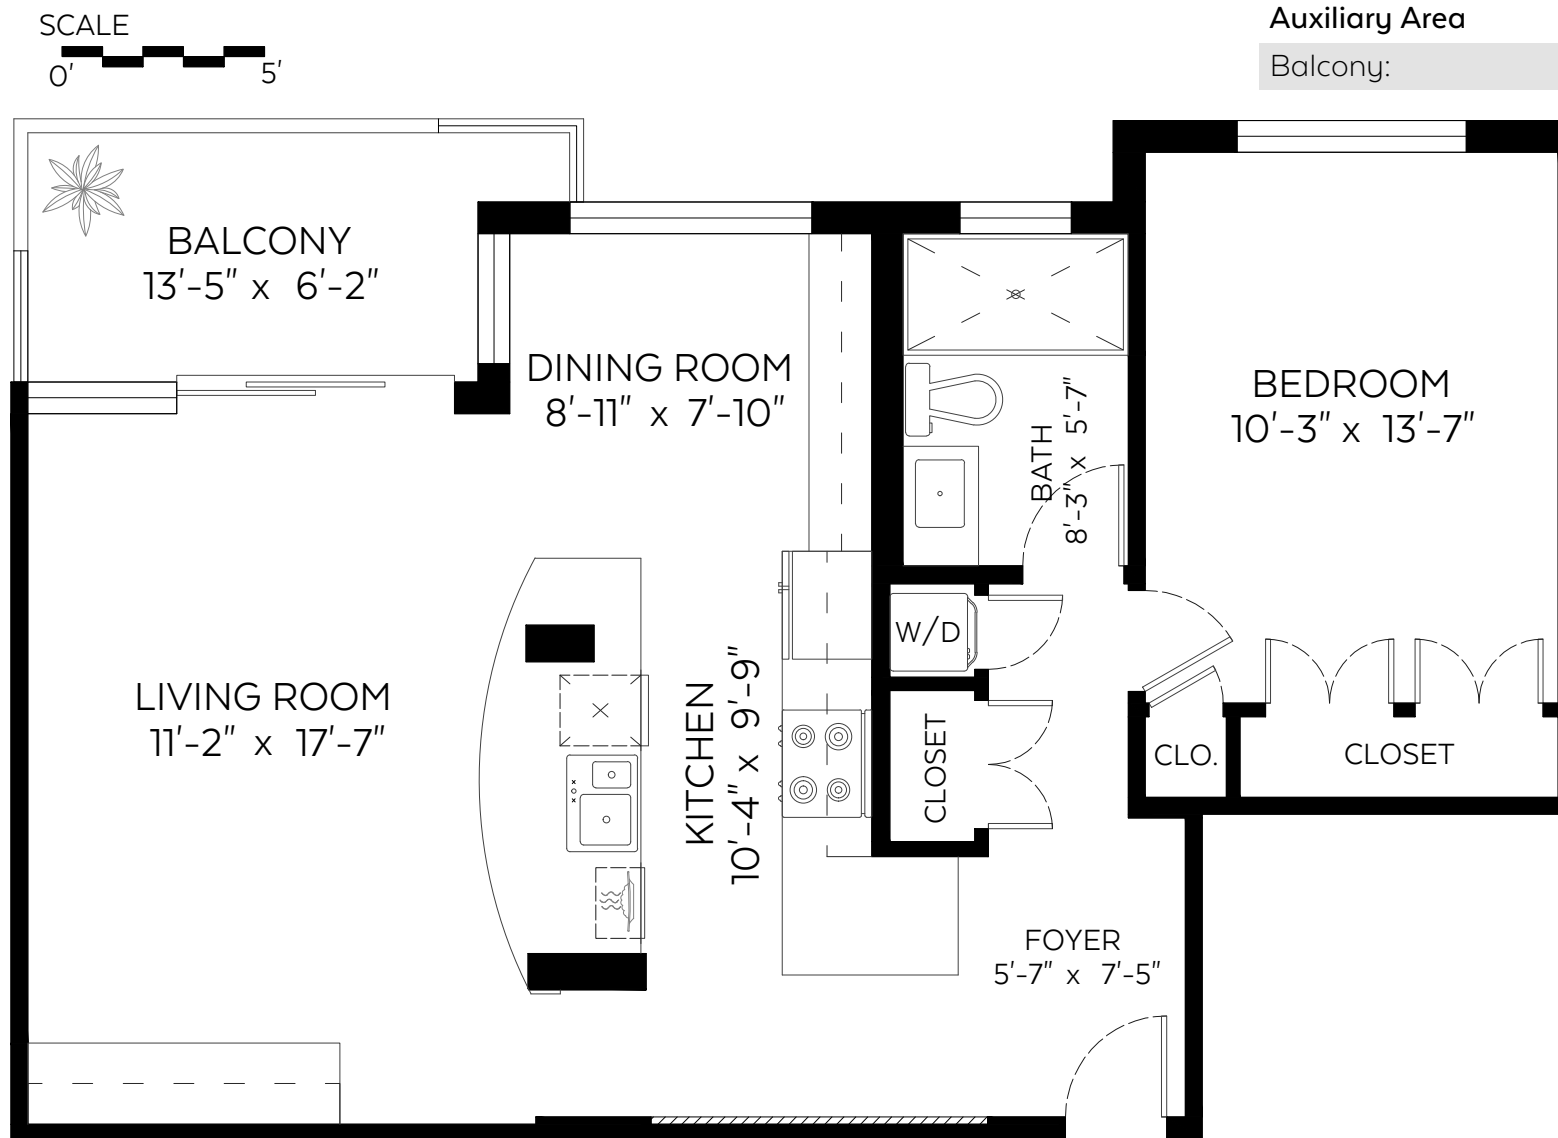 SCALE
0' 5'
Auxiliary Area
Balcony:
BALCONY
13'-5" x 6'-2"
DINING ROOM
8'-11" x 7'-10"
BATH
8'-3" x 5'-7"
BEDROOM
10'-3" x 13'-7"
W/D
LIVING ROOM
11'-2" x 17'-7"
KITCHEN
10'-4" x 9'-9"
CLOSET
CLO.
CLOSET
FOYER
5'-7" x 7'-5"